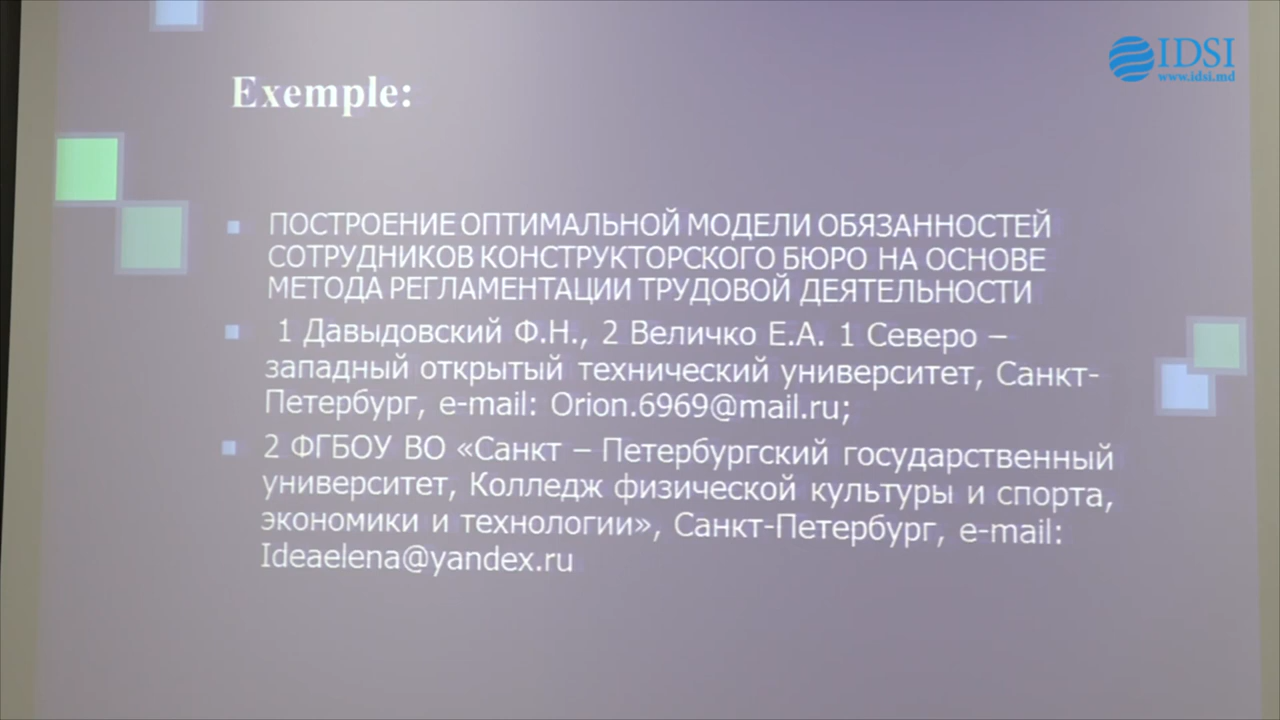 IDSI
www.idsi.md
Exemple:
ПОСТРОЕНИЕ ОПТИМАЛЬНОЙ МОДЕЛИ ОБЯЗАННОСТЕЙ
СОТРУДНИКОВ КОНСТРУКТОРСКОГО БЮРО НА ОСНОВЕ
МЕТОДА РЕГЛАМЕНТАЦИИ ТРУДОВОЙ ДЕЯТЕЛЬНОСТИ
1 Давыдовский Ф.Н., 2 Величко Е.А. 1 Северо –
западный открытый технический университет, Санкт-
Петербург, e-mail: Orion.6969@mail.ru;
2 ФГБОУ ВО «Санкт – Петербургский государственный
университет, Колледж физической культуры и спорта,
экономики и технологии», Санкт-Петербург, e-mail:
Ideaelena@yandex.ru